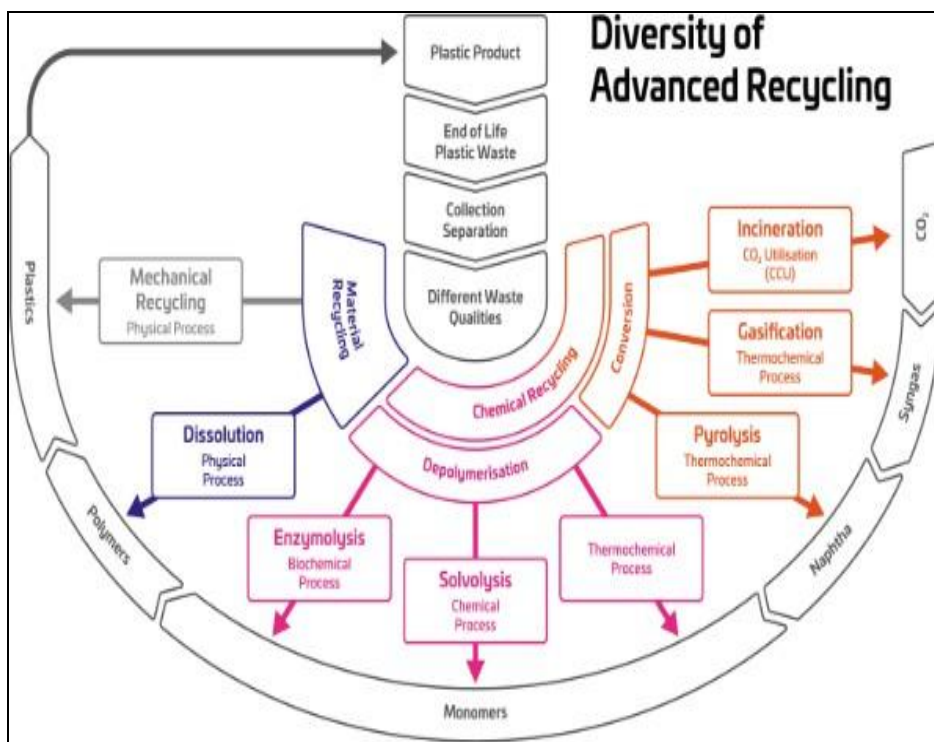 Diversity of
Advanced Recycling
Plastic Product
End of Life
Plastic Waste
Collection
Separation
Different Waste
Qualities
Material
Recycling
Chemical Recycling
Conversion
Depolymerisation
Mechanical
Recycling
Physical Process
Dissolution
Physical
Process
Enzymolysis
Biochemical
Process
Solvolysis
Chemical
Process
Thermochemical
Process
Pyrolysis
Thermochemical
Process
Gasification
Thermochemical
Process
Incineration
CO₂ Utilisation
(CCU)
CO₂
Syngas
Naphtha
Monomers
Polymers
Plastics